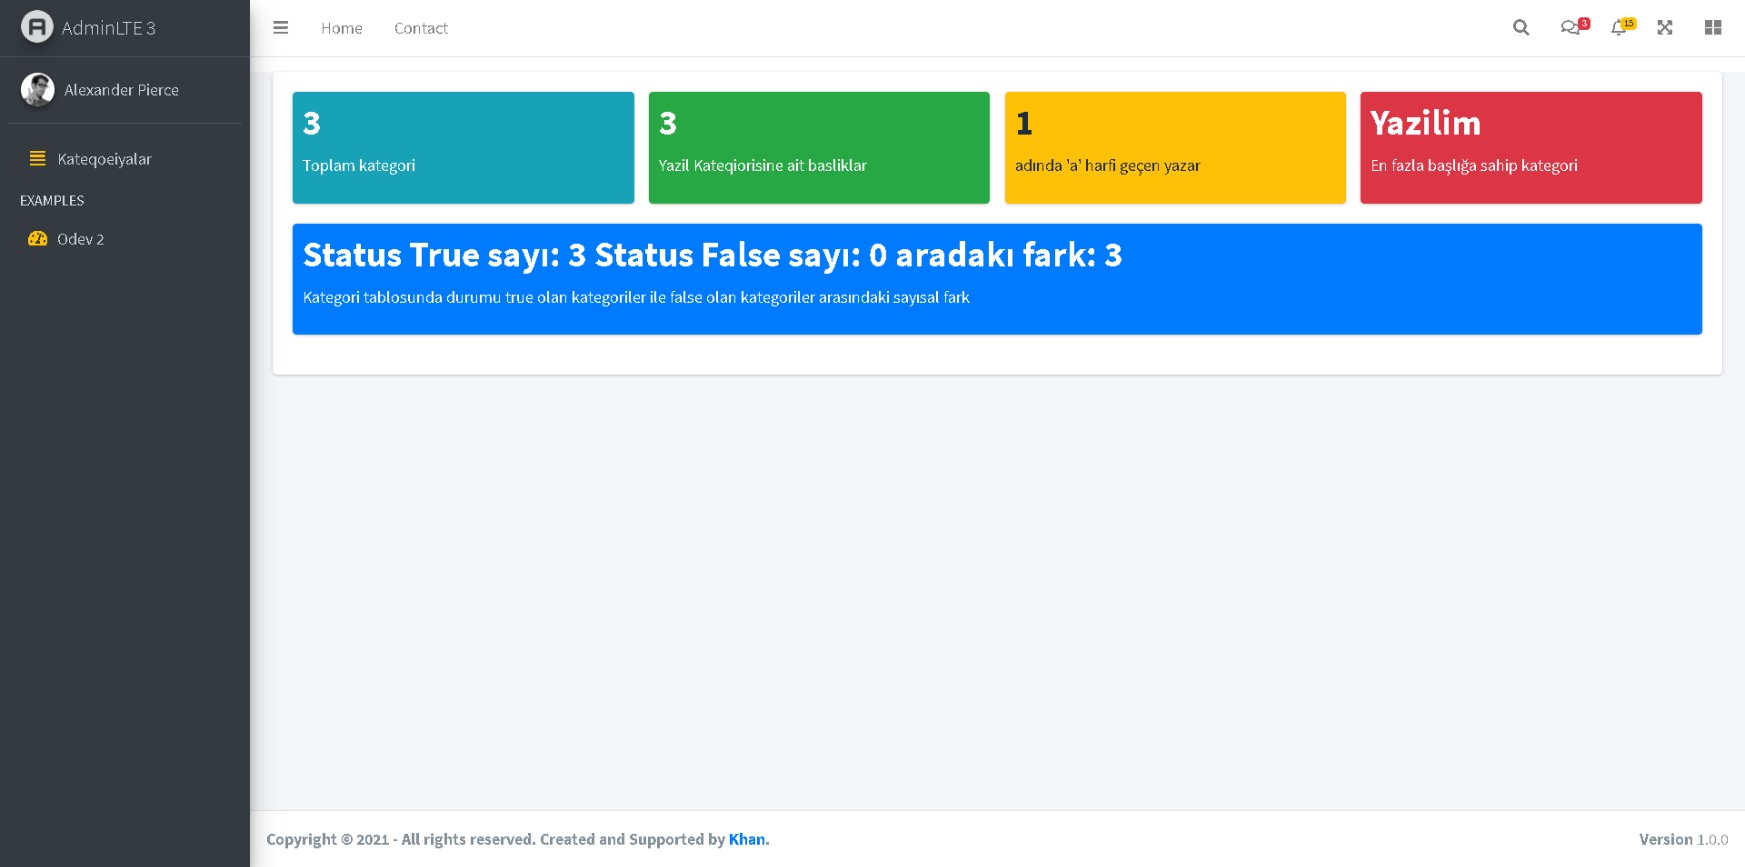 AdminLTE 3
Home
Contact
3
15
Alexander Pierce
Kateqoeiyalar
EXAMPLES
Odev 2
3
Toplam kategori
3
Yazil Kateqiorisine ait basliklar
1
adında 'a' harfi geçen yazar
Yazilim
En fazla başlığa sahip kategori
Status True sayı: 3 Status False sayı: 0 aradakı fark: 3
Kategori tablosunda durumu true olan kategoriler ile false olan kategoriler arasındaki sayısal fark
Copyright © 2021 - All rights reserved. Created and Supported by Khan.
Version 1.0.0